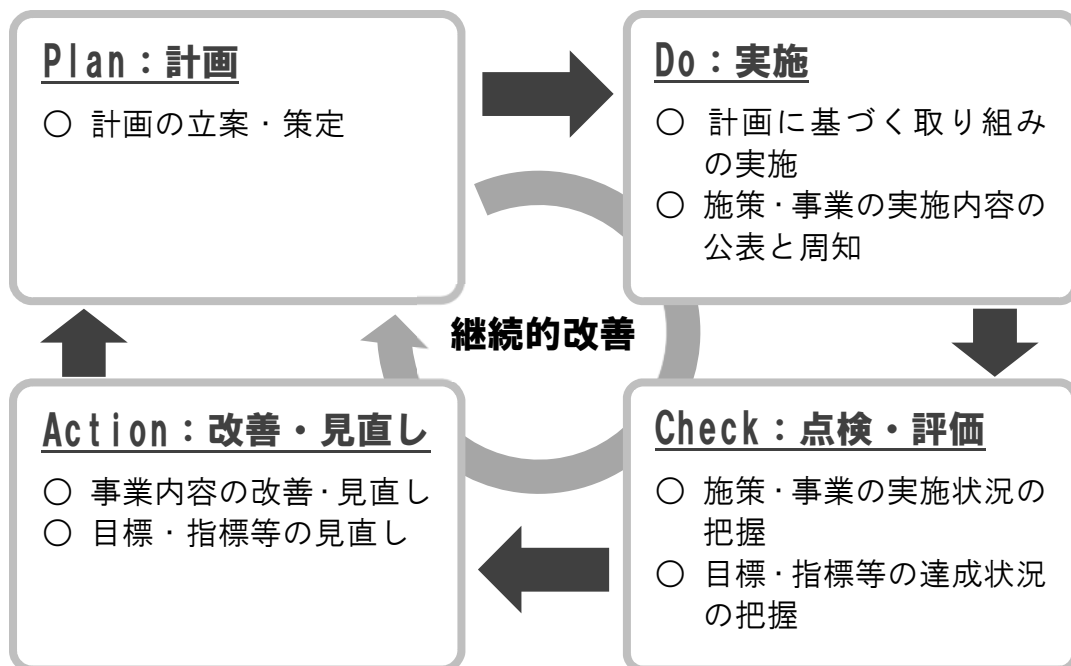 Plan：計画
○ 計画の立案・策定
Do：実施
○ 計画に基づく取り組み
の実施
○ 施策・事業の実施内容の
公表と周知
継続的改善
Action：改善・見直し
○ 事業内容の改善・見直し
○ 目標・指標等の見直し
Check：点検・評価
○ 施策・事業の実施状況の
把握
○ 目標・指標等の達成状況
の把握